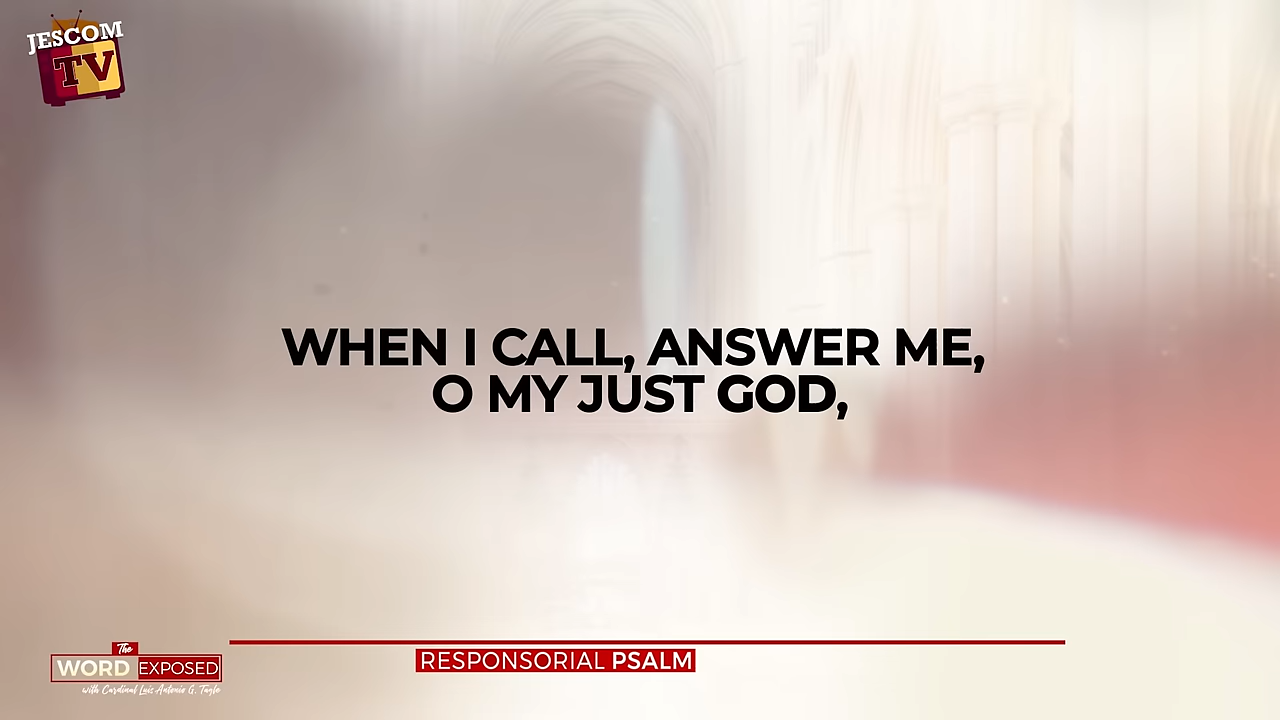 JESCOM
TV
WHEN I CALL, ANSWER ME,
O MY JUST GOD,
The
WORD EXPOSED
with Cardinal Luis Antonio G. Tagle
RESPONSORIAL PSALM